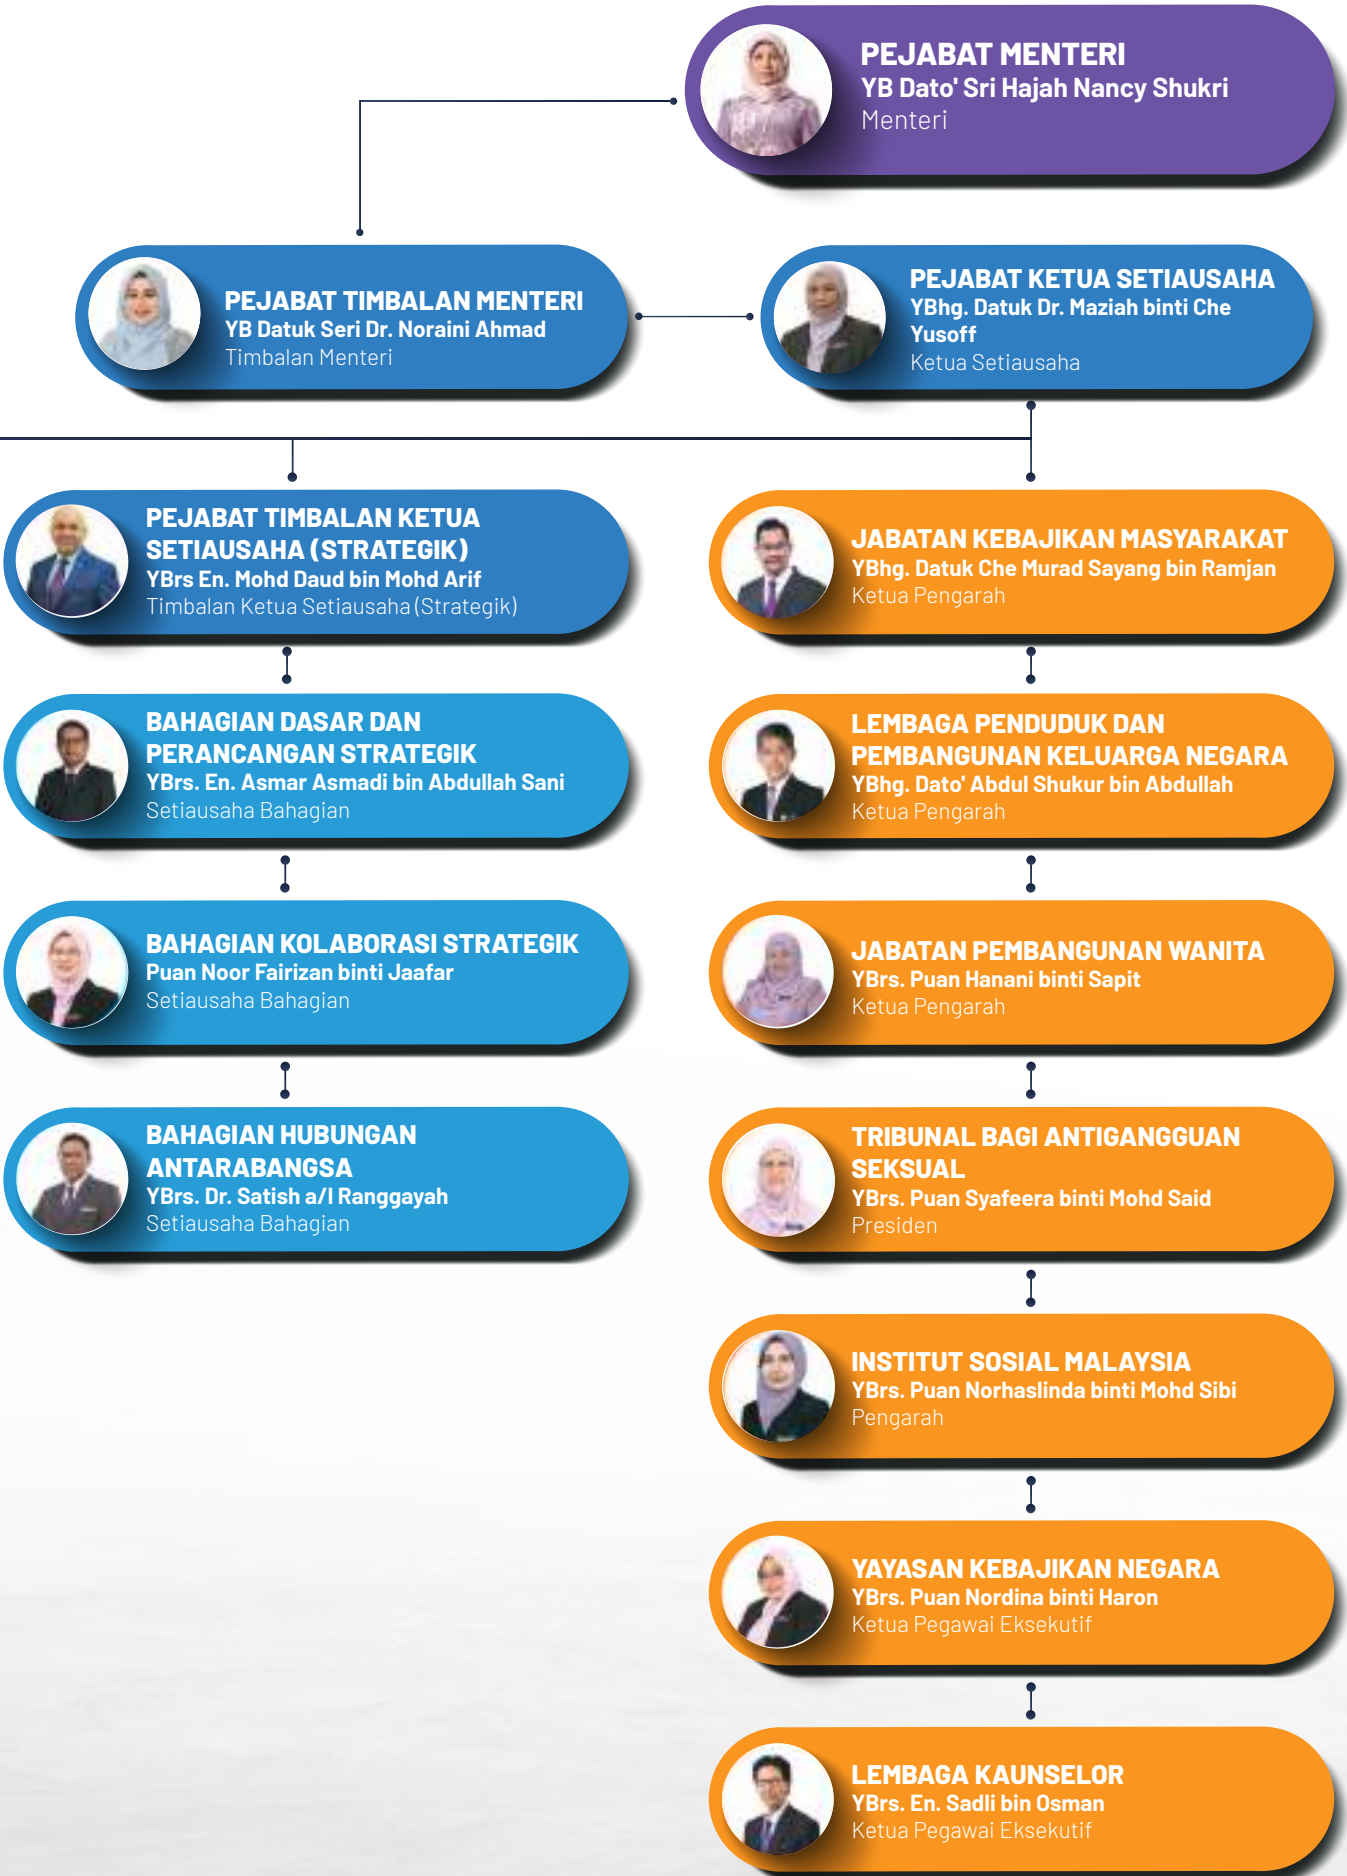 PEJABAT MENTERI
YB Dato' Sri Hajah Nancy Shukri
Menteri
PEJABAT TIMBALAN MENTERI
YB Datuk Seri Dr. Noraini Ahmad
Timbalan Menteri
PEJABAT KETUA SETIAUSAHA
YBhg. Datuk Dr. Maziah binti Che
Yusoff
Ketua Setiausaha
PEJABAT TIMBALAN KETUA
SETIAUSAHA (STRATEGIK)
YBrs En. Mohd Daud bin Mohd Arif
Timbalan Ketua Setiausaha (Strategik)
BAHAGIAN DASAR DAN
PERANCANGAN STRATEGIK
YBrs. En. Asmar Asmadi bin Abdullah Sani
Setiausaha Bahagian
BAHAGIAN KOLABORASI STRATEGIK
Puan Noor Fairizan binti Jaafar
Setiausaha Bahagian
BAHAGIAN HUBUNGAN
ANTARABANGSA
YBrs. Dr. Satish a/l Ranggayah
Setiausaha Bahagian
JABATAN KEBAJIKAN MASYARAKAT
YBhg. Datuk Che Murad Sayang bin Ramjan
Ketua Pengarah
LEMBAGA PENDUDUK DAN
PEMBANGUNAN KELUARGA NEGARA
YBhg. Dato' Abdul Shukur bin Abdullah
Ketua Pengarah
JABATAN PEMBANGUNAN WANITA
YBrs. Puan Hanani binti Sapit
Ketua Pengarah
TRIBUNAL BAGI ANTIGANGGUAN
SEKSUAL
YBrs. Puan Syafeera binti Mohd Said
Presiden
INSTITUT SOSIAL MALAYSIA
YBrs. Puan Norhaslinda binti Mohd Sibi
Pengarah
YAYASAN KEBAJIKAN NEGARA
YBrs. Puan Nordina binti Haron
Ketua Pegawai Eksekutif
LEMBAGA KAUNSELOR
YBrs. En. Sadli bin Osman
Ketua Pegawai Eksekutif